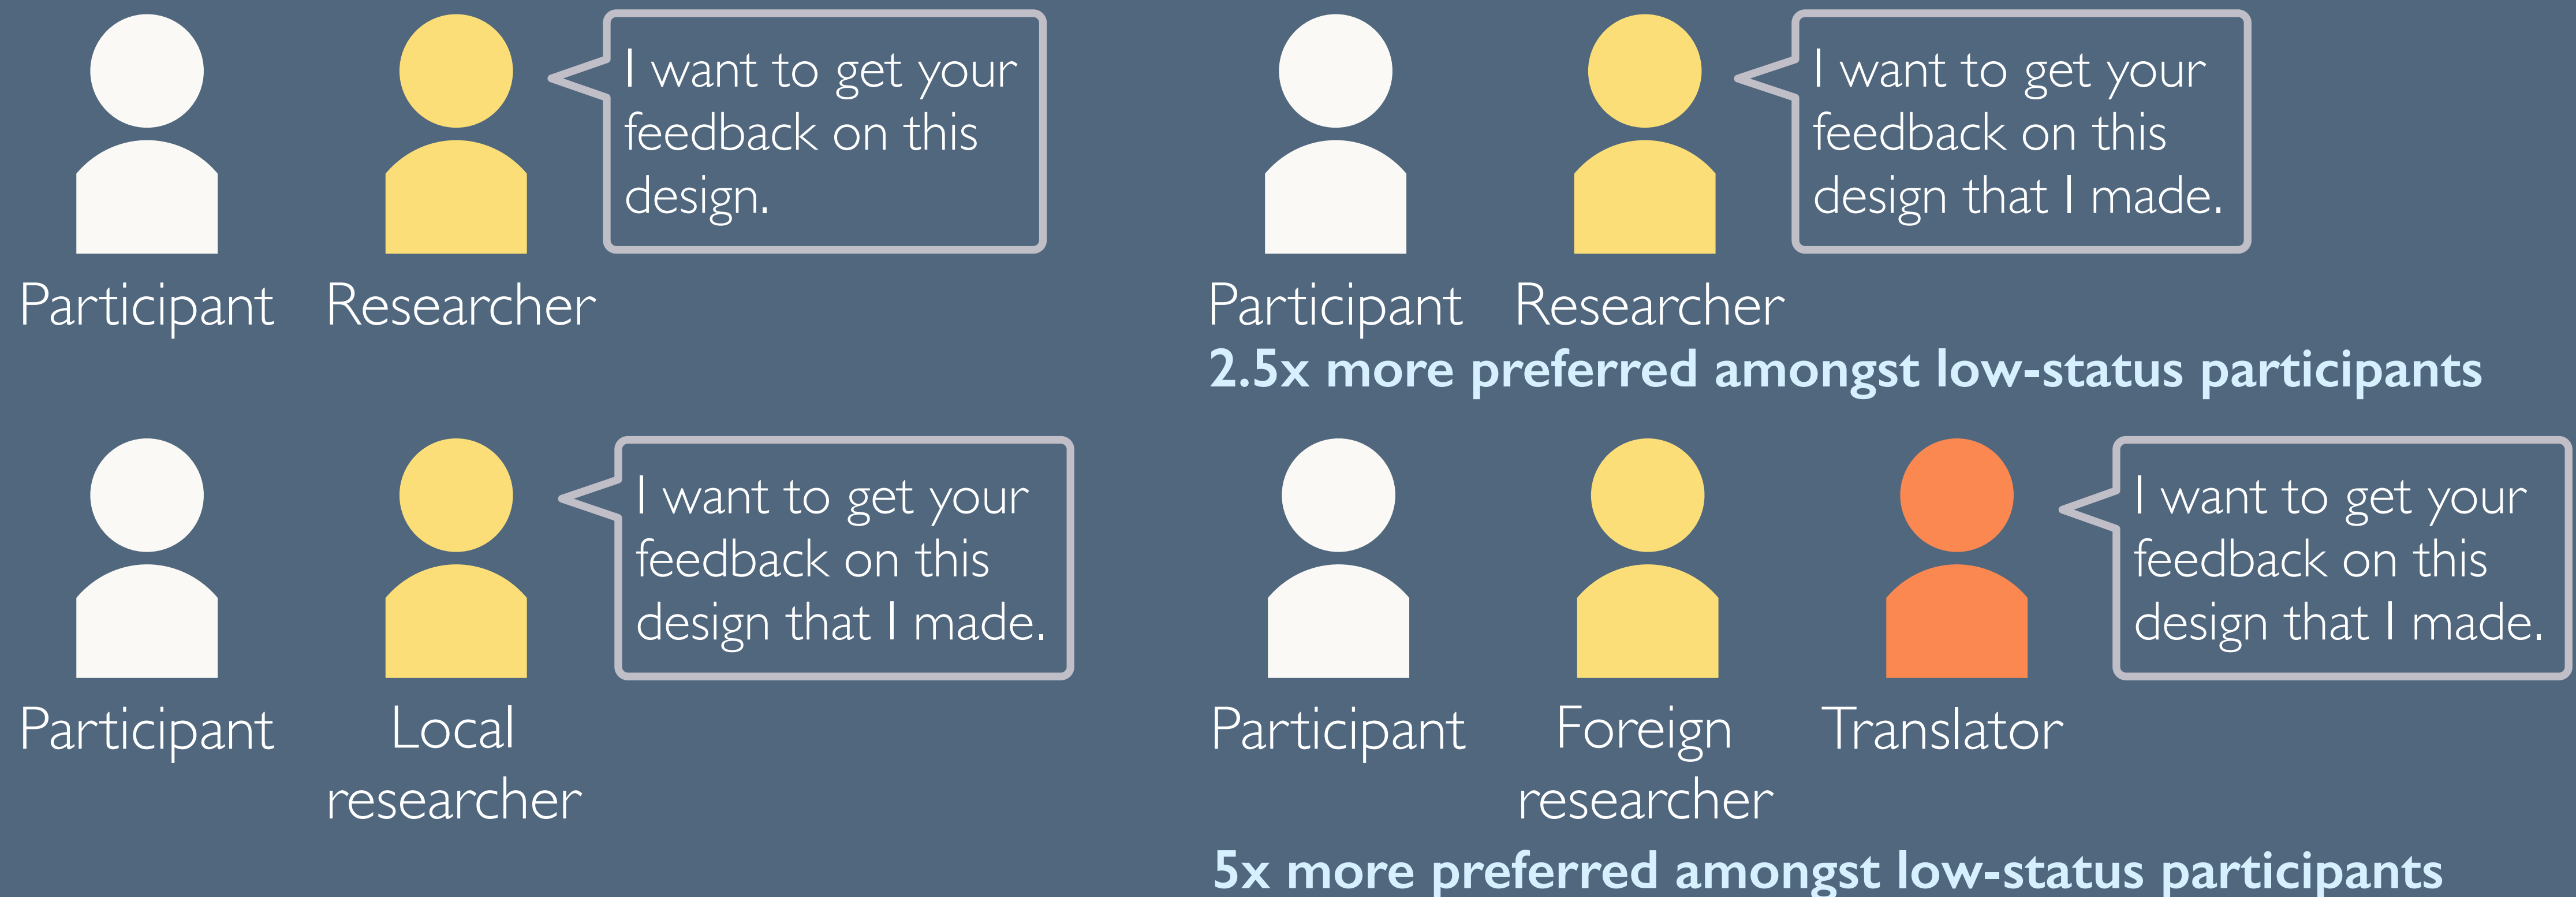 I want to get your
feedback on this
design.
Participant
Researcher
I want to get your
feedback on this
design that I made.
Participant
Researcher
2.5x more preferred amongst low-status participants
I want to get your
feedback on this
design that I made.
Participant
Local
researcher
I want to get your
feedback on this
design that I made.
Participant
Foreign
researcher
Translator
5x more preferred amongst low-status participants